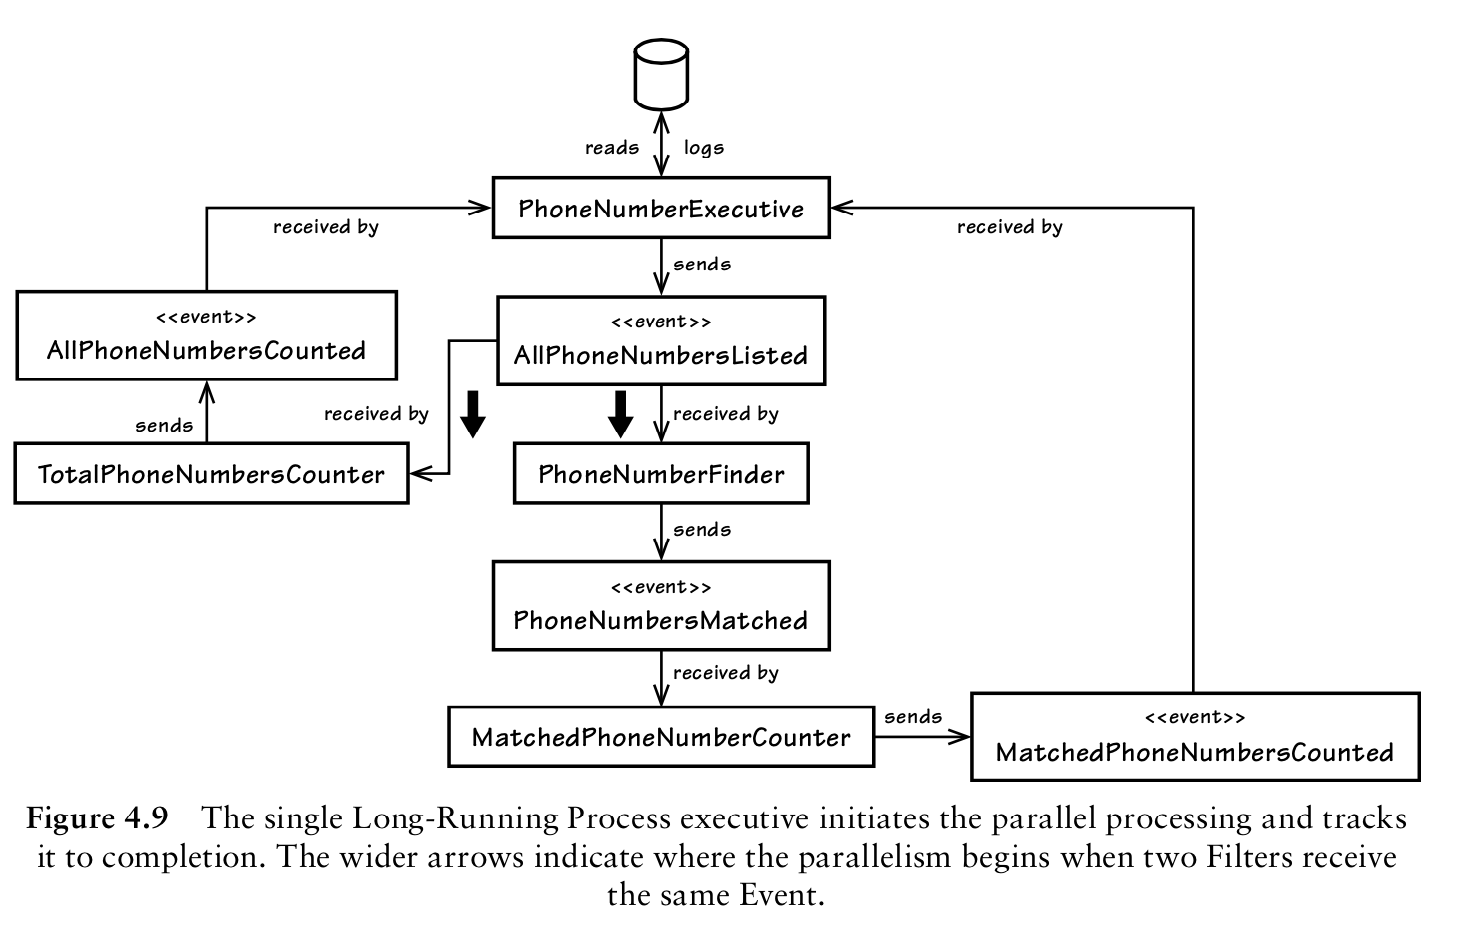 reads
logs
PhoneNumberExecutive
received by
received by
sends
<<event>>
AllPhoneNumbersCounted
<<event>>
AllPhoneNumbersListed
sends
received by
received by
TotalPhoneNumbersCounter
PhoneNumberFinder
sends
<<event>>
PhoneNumbersMatched
received by
MatchedPhoneNumberCounter
sends
<<event>>
MatchedPhoneNumbersCounted
Figure 4.9 The single Long-Running Process executive initiates the parallel processing and tracks
it to completion. The wider arrows indicate where the parallelism begins when two Filters receive
the same Event.